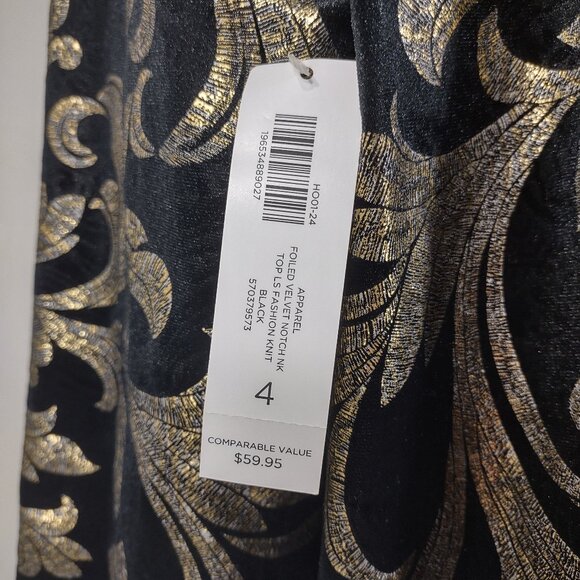 HO01-24
196534889027
APPAREL
FOILED VELVET NOTCH NK
TOP LS FASHION KNIT
BLACK
570379573
4
COMPARABLE VALUE
$59.95